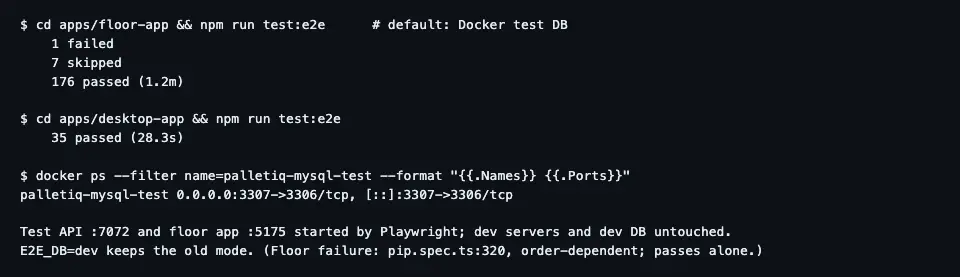 $ cd apps/floor-app && npm run test:e2e      # default: Docker test DB
    1 failed
    7 skipped
    176 passed (1.2m)
$ cd apps/desktop-app && npm run test:e2e
    35 passed (28.3s)
$ docker ps --filter name=palletiq-mysql-test --format "{{.Names}} {{.Ports}}"
palletiq-mysql-test 0.0.0.0:3307->3306/tcp, [::]:3307->3306/tcp
Test API :7072 and floor app :5175 started by Playwright; dev servers and dev DB untouched.
E2E_DB=dev keeps the old mode. (Floor failure: pip.spec.ts:320, order-dependent; passes alone.)